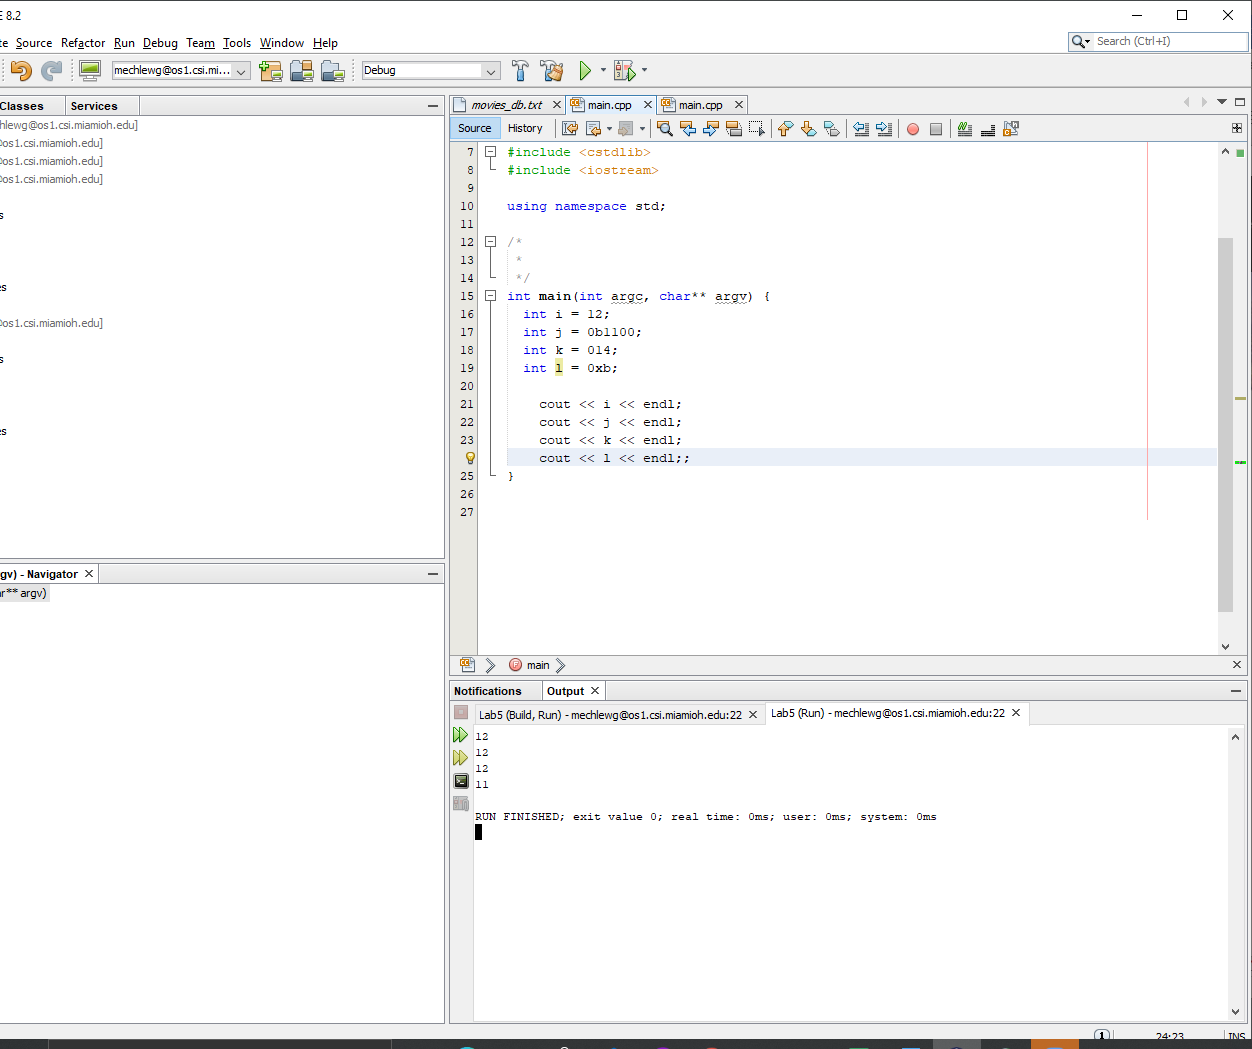 E 8.2
te Source Refactor Run Debug Team Tools Window Help
Search (Ctrl+I)
mechlewg@os1.csi.mi...
Debug
Classes Services
hlewg@os1.csi.miamioh.edu]
@os1.csi.miamioh.edu]
@os1.csi.miamioh.edu]
@os1.csi.miamioh.edu]
s
es
@os1.csi.miamioh.edu]
s
es
gv) - Navigator
ar** argv)
movies_db.txt main.cpp main.cpp
Source History
7 #include <cstdlib>
8 #include <iostream>
9
10 using namespace std;
11
12 /*
13 *
14 */
15 int main(int argc, char** argv) {
16 int i = 12;
17 int j = 0b1100;
18 int k = 014;
19 int l = 0xb;
20
21 cout << i << endl;
22 cout << j << endl;
23 cout << k << endl;
cout << l << endl;;
25 }
26
27
main
Notifications Output
Lab5 (Build, Run) - mechlewg@os1.csi.miamioh.edu:22 Lab5 (Run) - mechlewg@os1.csi.miamioh.edu:22
12
12
12
11
RUN FINISHED; exit value 0; real time: 0ms; user: 0ms; system: 0ms
1 24:23 INS